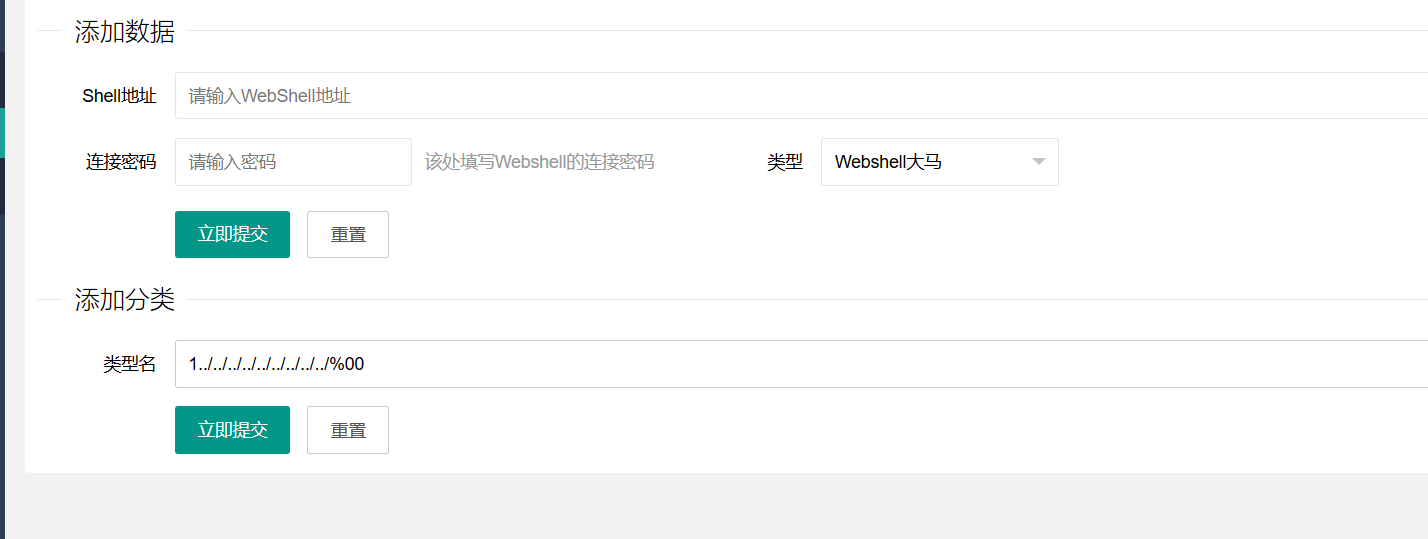 添加数据
Shell地址 请输入WebShell地址
连接密码 请输入密码 该处填写Webshell的连接密码 类型 Webshell大马
立即提交 重置
添加分类
类型名 1../../../../../../../../../%00
立即提交 重置